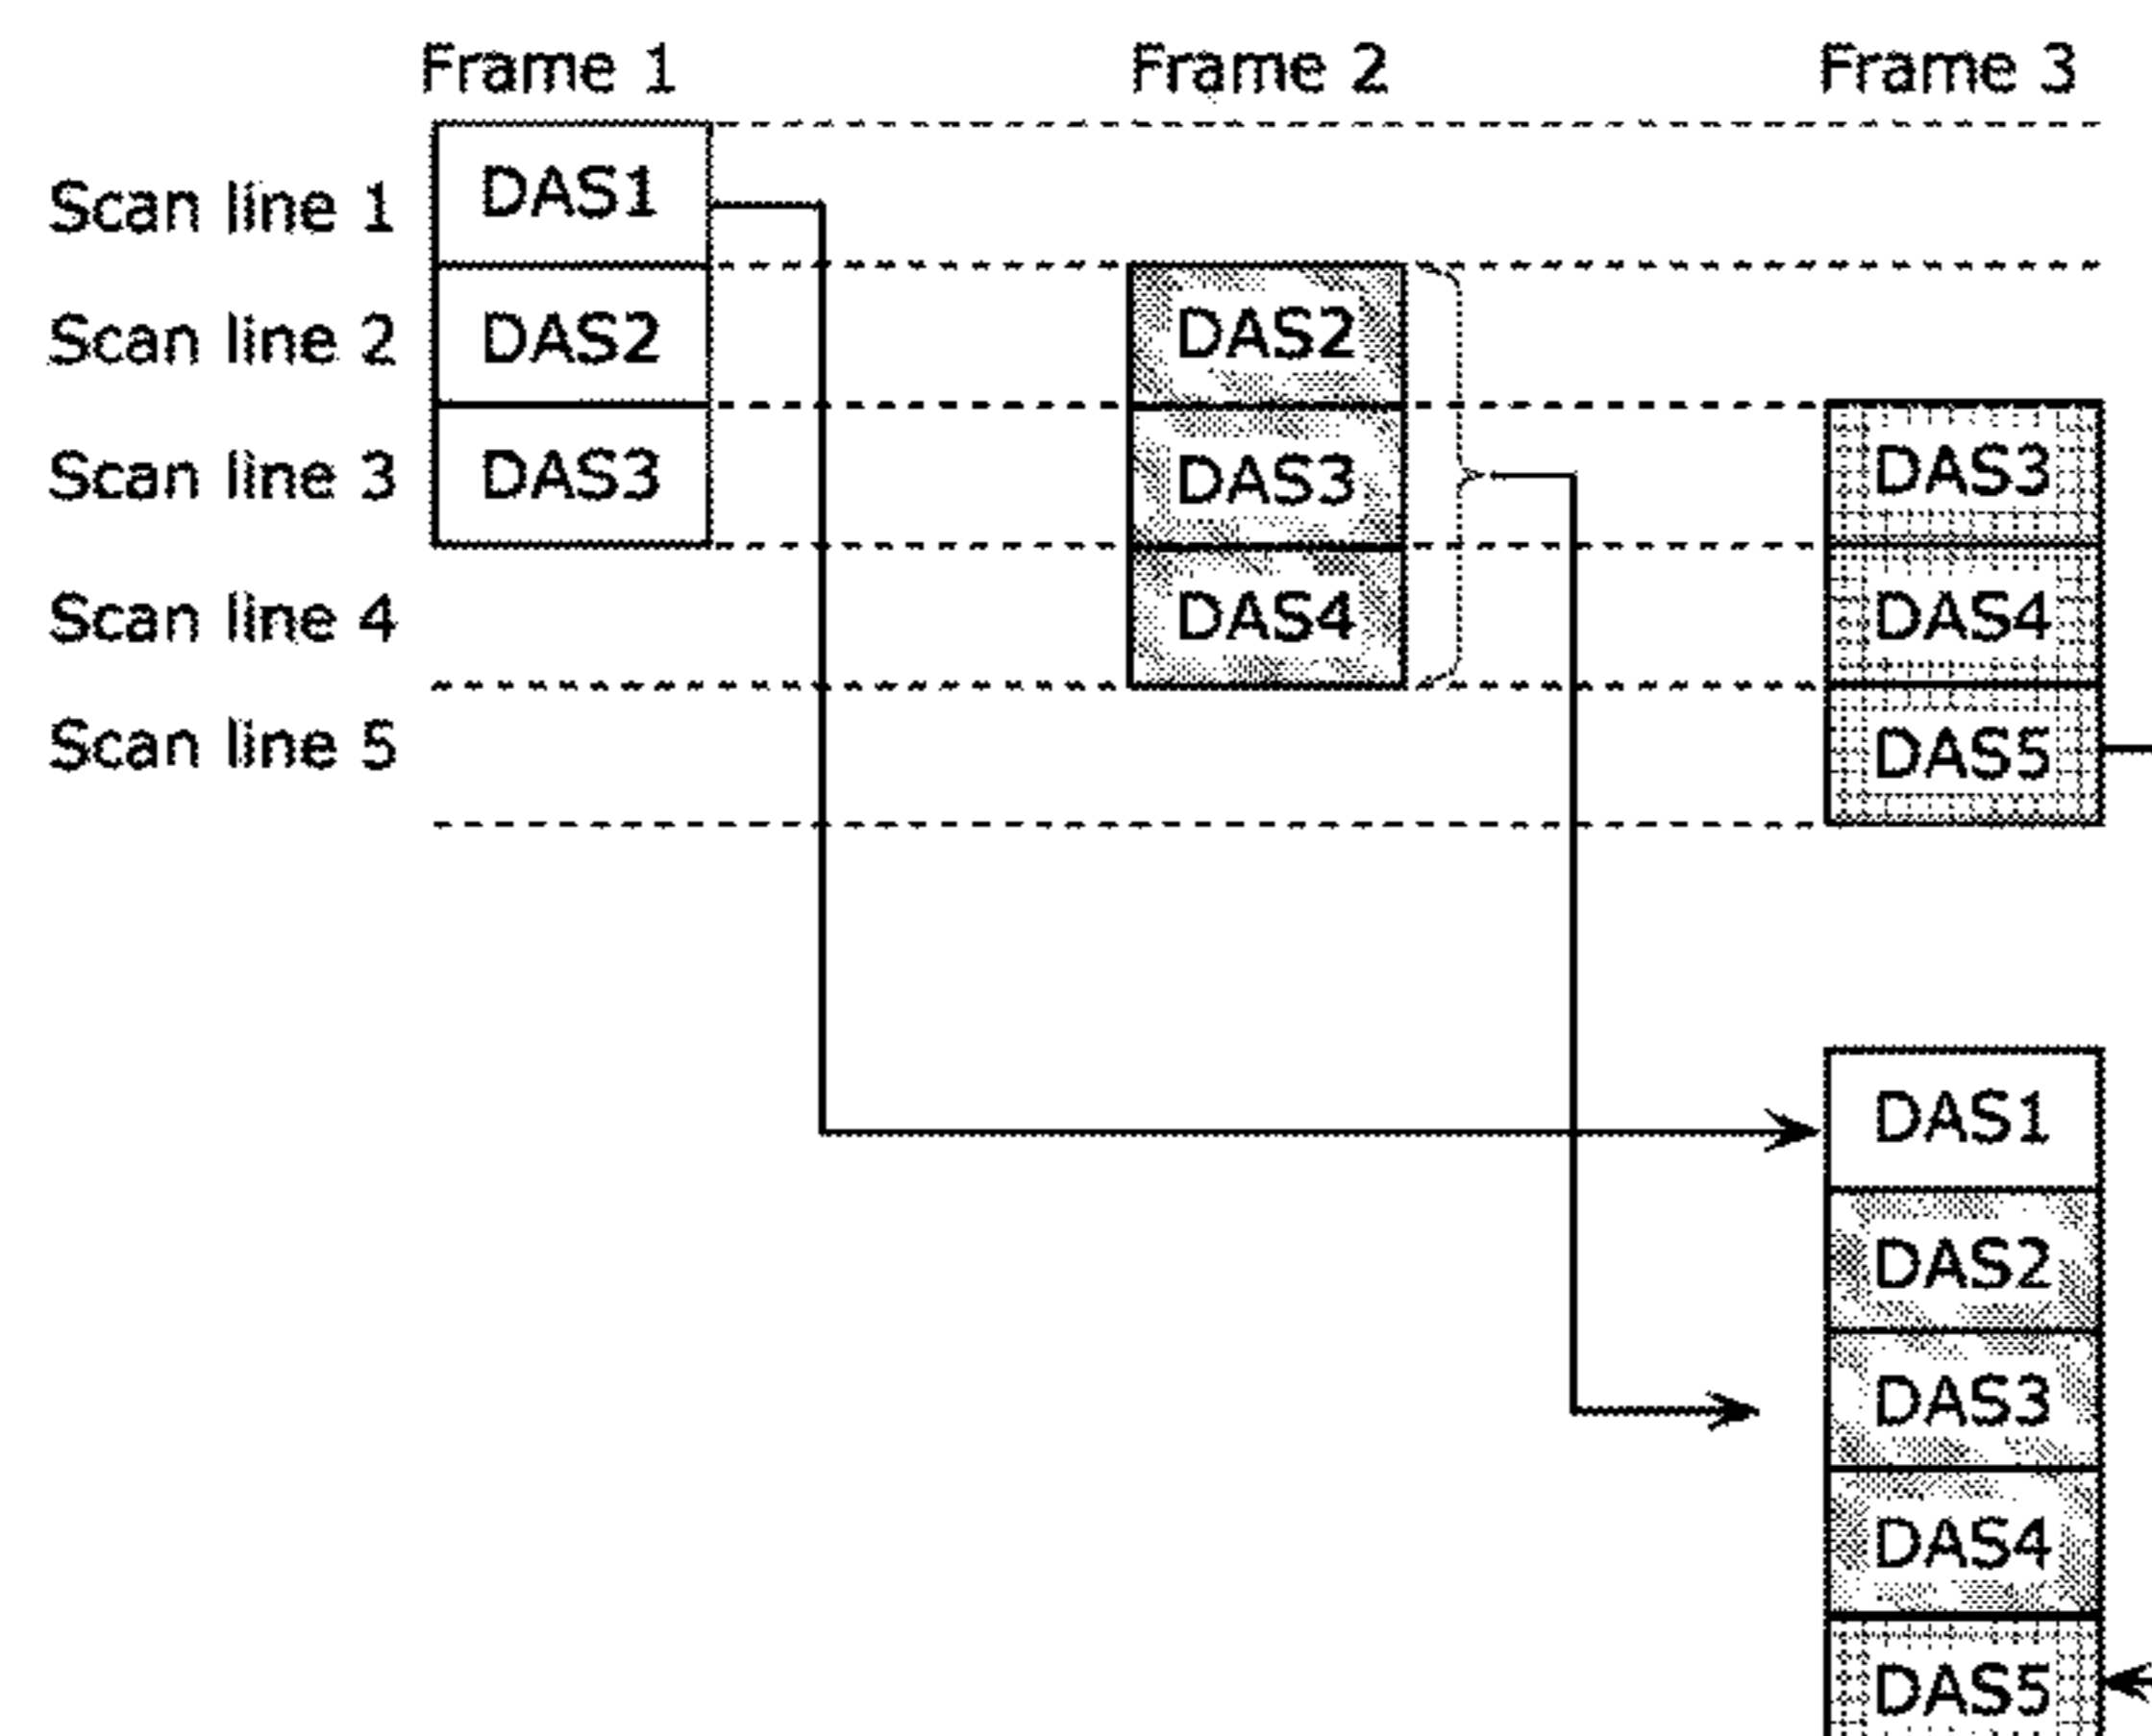 Frame 1 Frame 2 Frame 3
Scan line 1 DAS1
Scan line 2 DAS2 DAS2
Scan line 3 DAS3 DAS3 DAS3
Scan line 4 DAS4 DAS4
Scan line 5 DAS5
DAS1
DAS2
DAS3
DAS4
DAS5